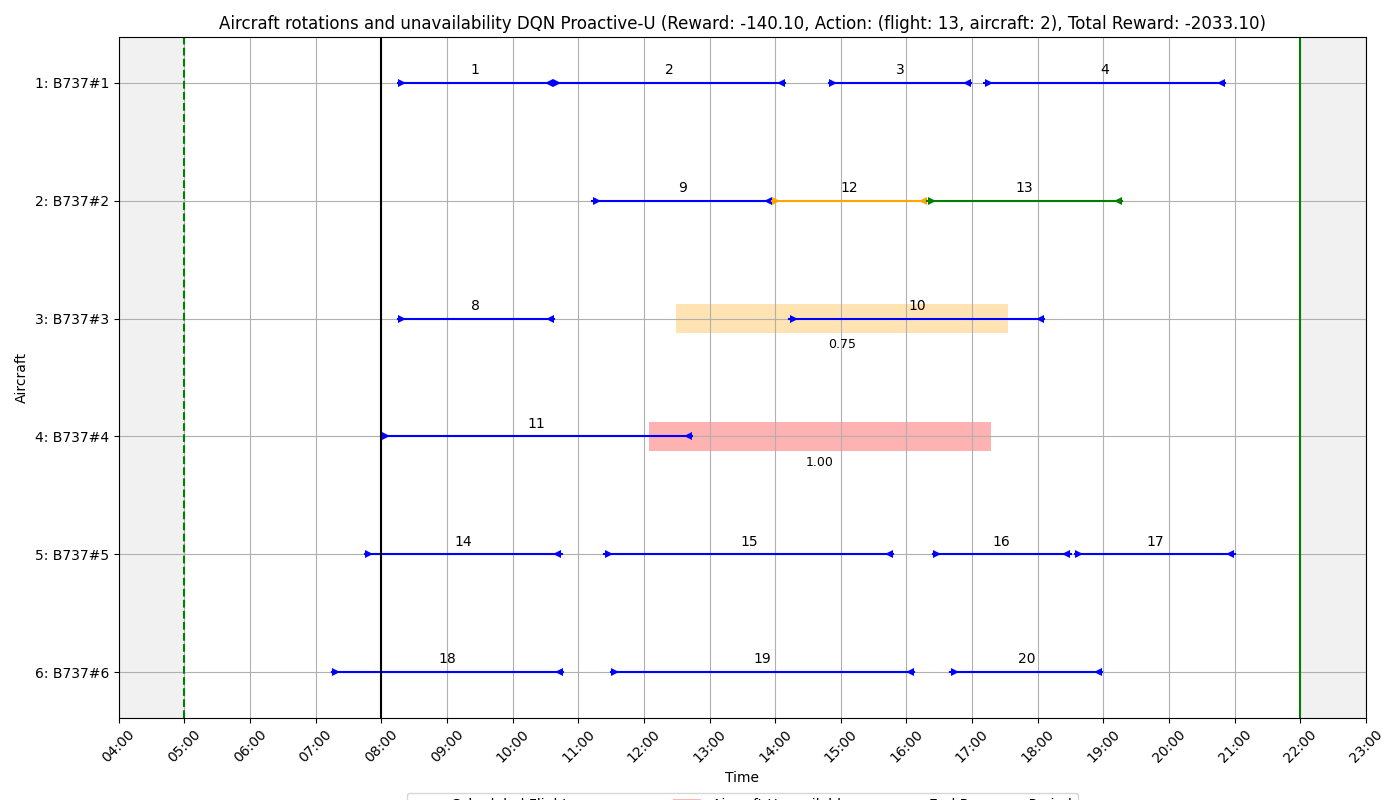 Aircraft rotations and unavailability DQN Proactive-U (Reward: -140.10, Action: (flight: 13, aircraft: 2), Total Reward: -2033.10)
1: B737#1
1 2 3 4
2: B737#2
9 12 13
3: B737#3
8 10
0.75
4: B737#4
11
1.00
5: B737#5
14 15 16 17
6: B737#6
18 19 20
Aircraft
04:00 05:00 06:00 07:00 08:00 09:00 10:00 11:00 12:00 13:00 14:00 15:00 16:00 17:00 18:00 19:00 20:00 21:00 22:00 23:00
Time